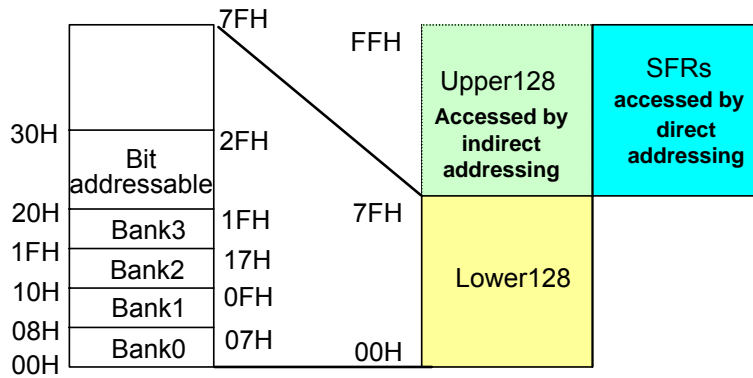 7FH
FFH
Upper128
Accessed by
indirect
addressing
SFRs
accessed by
direct
addressing
30H
2FH
Bit
addressable
20H
1FH
7FH
Bank3
1FH
17H
Bank2
Lower128
10H
0FH
Bank1
08H
07H
Bank0
00H
00H